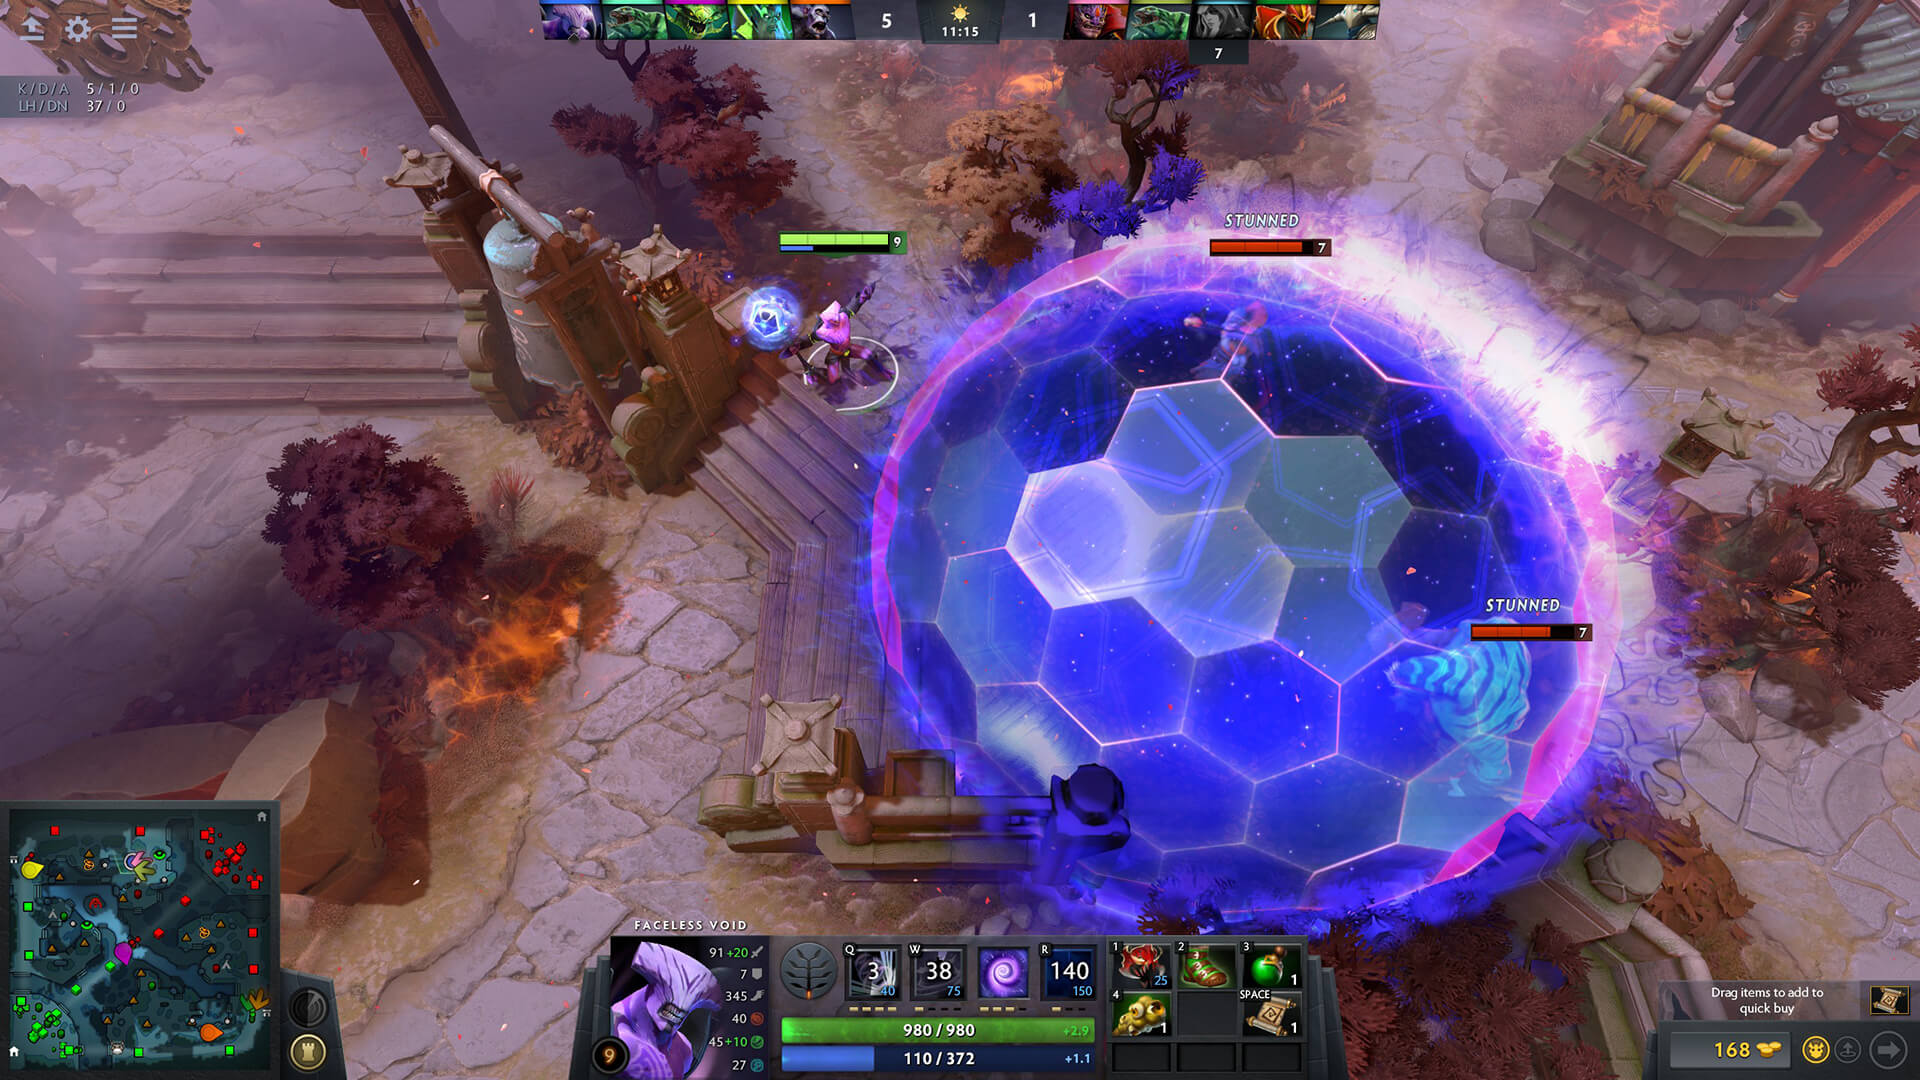 5
11:15
1
7
K / D / A 5 / 1 / 0
LH / DN 37 / 0
9
STUNNED
7
STUNNED
7
FACELESS VOID
91 +20
7
345
40
45 +10
27
9
Q
3
40
W
38
75
R
140
150
980 / 980
+2.9
110 / 372
+1.1
1
25
2
3
1
4
1
SPACE
1
Drag items to add to
quick buy
168